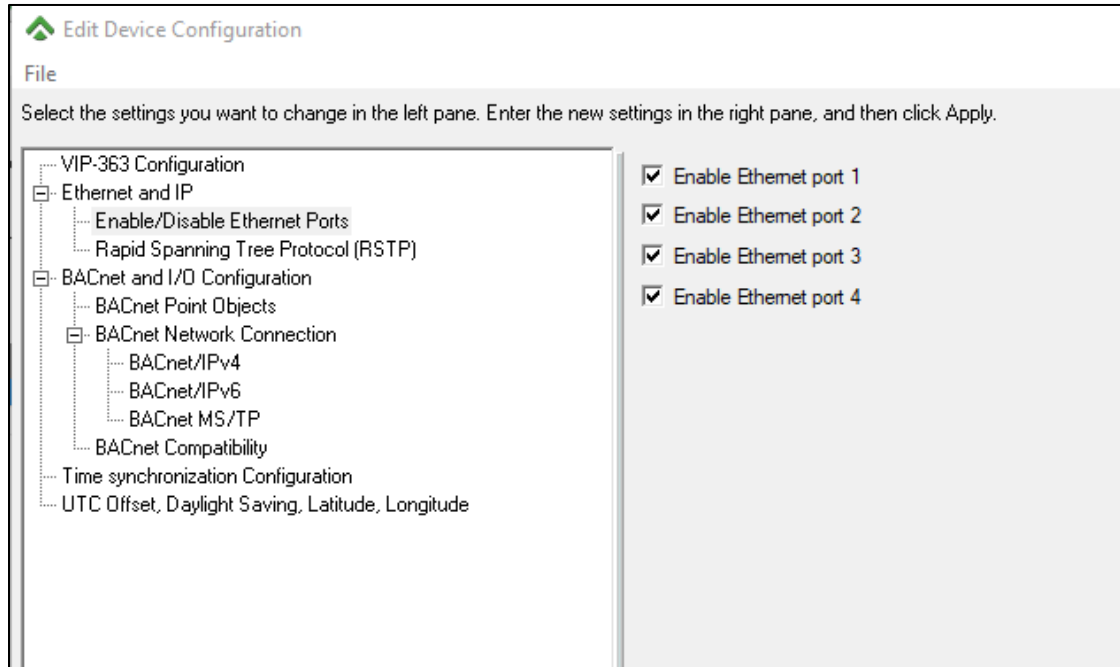 Edit Device Configuration
File
Select the settings you want to change in the left pane. Enter the new settings in the right pane, and then click Apply.
VIP-363 Configuration
Ethernet and IP
Enable/Disable Ethernet Ports
Rapid Spanning Tree Protocol (RSTP)
BACnet and I/O Configuration
BACnet Point Objects
BACnet Network Connection
BACnet/IPv4
BACnet/IPv6
BACnet MS/TP
BACnet Compatibility
Time synchronization Configuration
UTC Offset, Daylight Saving, Latitude, Longitude
Enable Ethernet port 1
Enable Ethernet port 2
Enable Ethernet port 3
Enable Ethernet port 4